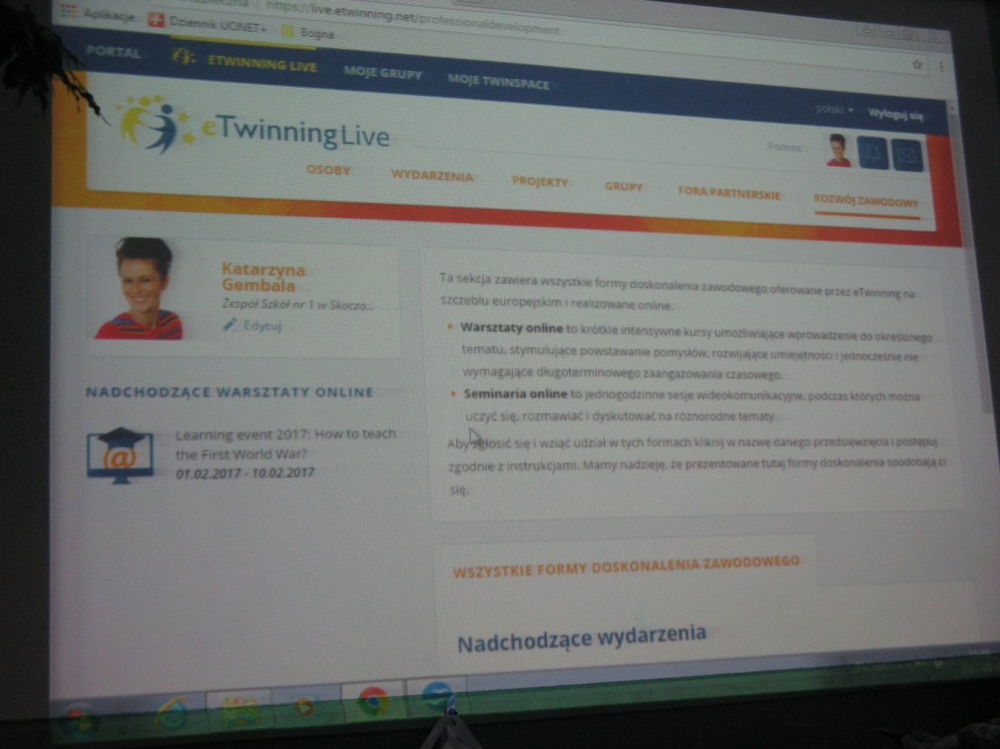 https://live.etwinning.net/professionaldevelopment
Aplikacje Dziennik UONET+ Bogna
PORTAL ETWINNING LIVE MOJE GRUPY MOJE TWINSPACE
polski Wyloguj się
eTwinningLive
Pomoc
OSOBY WYDARZENIA PROJEKTY GRUPY FORA PARTNERSKIE ROZWÓJ ZAWODOWY
Katarzyna
Gembala
Zespół Szkół nr 1 w Skoczo...
Edytuj
NADCHODZĄCE WARSZTATY ONLINE
@
Learning event 2017: How to teach
the First World War?
01.02.2017 - 10.02.2017
Ta sekcja zawiera wszystkie formy doskonalenia zawodowego oferowane przez eTwinning na
szczeblu europejskim i realizowane online.
• Warsztaty online to krótkie intensywne kursy umożliwiające wprowadzenie do określonego
tematu, stymulujące powstawanie pomysłów, rozwijające umiejętności i jednocześnie nie
wymagające długoterminowego zaangażowania czasowego.
• Seminaria online to jednogodzinne sesje wideokomunikacyjne, podczas których można
uczyć się, rozmawiać i dyskutować na różnorodne tematy.
Aby zgłosić się i wziąć udział w tych formach kliknij w nazwę danego przedsięwzięcia i postępuj
zgodnie z instrukcjami. Mamy nadzieję, że prezentowane tutaj formy doskonalenia spodobają ci
się.
WSZYSTKIE FORMY DOSKONALENIA ZAWODOWEGO
Nadchodzące wydarzenia